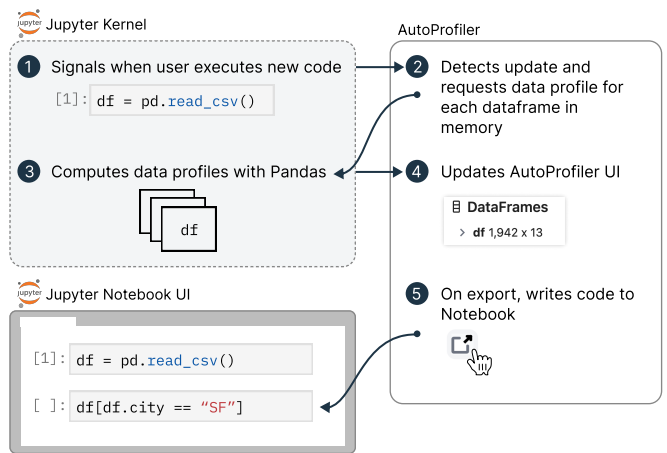 jupyter
Jupyter Kernel
1 Signals when user executes new code
[1]: df = pd.read_csv()
3 Computes data profiles with Pandas
df
AutoProfiler
2 Detects update and
requests data profile for
each dataframe in
memory
4 Updates AutoProfiler UI
DataFrames
> df 1,942 x 13
5 On export, writes code to
Notebook
jupyter
Jupyter Notebook UI
[1]: df = pd.read_csv()
[ ]: df[df.city == “SF”]